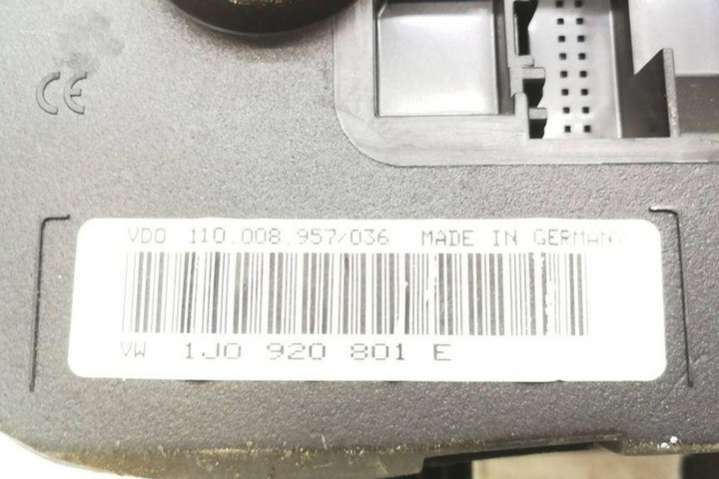 CE
VDO 110.008.957/036 MADE IN GERMANY
VW 1J0 920 801 E